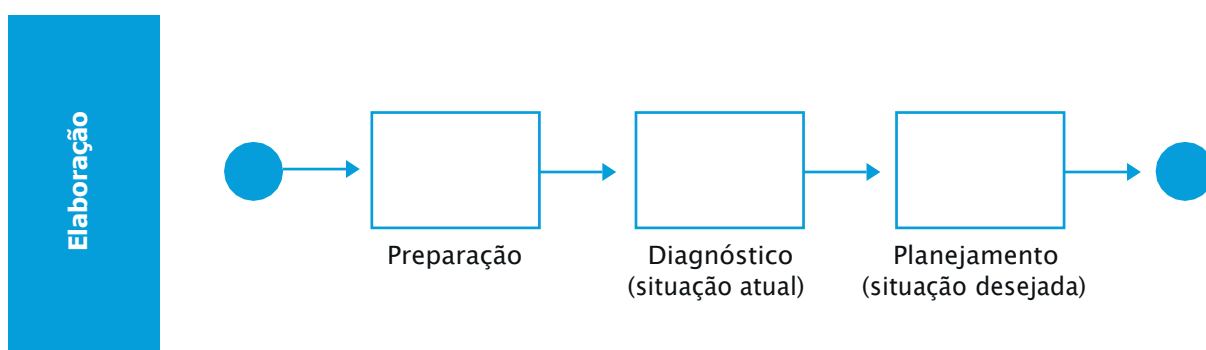 Elaboração
Preparação
Diagnóstico
(situação atual)
Planejamento
(situação desejada)